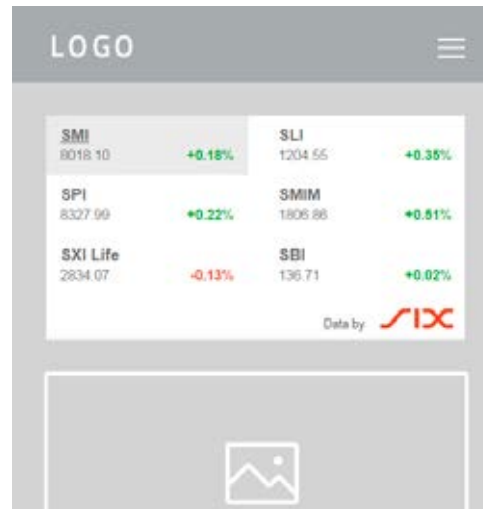 LOGO
SMI
8018.10 +0.18%
SLI
1204.55 +0.35%
SPI
8327.99 +0.22%
SMIM
1806.86 +0.51%
SXI Life
2834.07 -0.13%
SBI
136.71 +0.02%
Data by SIX